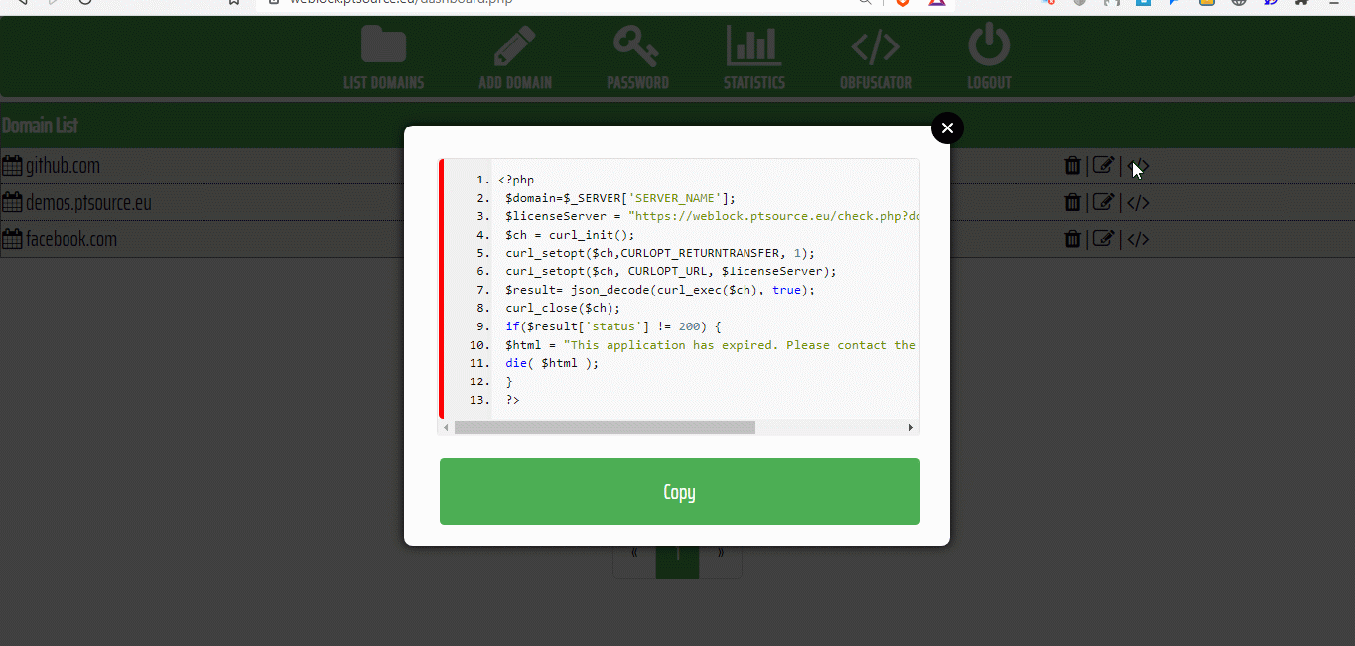 weblock.ptsource.eu/dashboard.php
LIST DOMAINS
ADD DOMAIN
PASSWORD
STATISTICS
OBFUSCATOR
LOGOUT
Domain List
github.com
demos.ptsource.eu
facebook.com
1. <?php
2. $domain=$_SERVER['SERVER_NAME'];
3. $licenseServer = "https://weblock.ptsource.eu/check.php?do
4. $ch = curl_init();
5. curl_setopt($ch,CURLOPT_RETURNTRANSFER, 1);
6. curl_setopt($ch, CURLOPT_URL, $licenseServer);
7. $result= json_decode(curl_exec($ch), true);
8. curl_close($ch);
9. if($result['status'] != 200) {
10. $html = "This application has expired. Please contact the
11. die( $html );
12. }
13. ?>
Copy
« 1 »